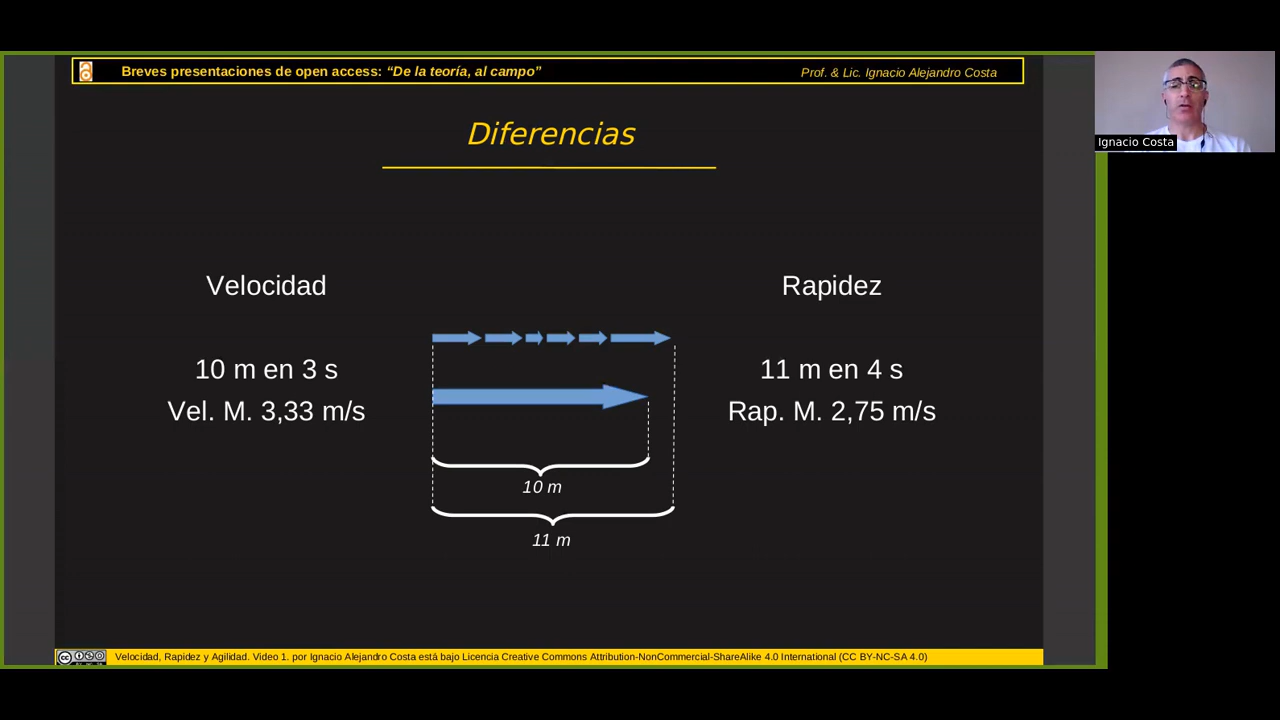 Breves presentaciones de open access: “De la teoría, al campo”
Prof. & Lic. Ignacio Alejandro Costa
Ignacio Costa
Diferencias
Velocidad
10 m en 3 s
Vel. M. 3,33 m/s
10 m
11 m
Rapidez
11 m en 4 s
Rap. M. 2,75 m/s
Velocidad, Rapidez y Agilidad. Video 1. por Ignacio Alejandro Costa está bajo Licencia Creative Commons Attribution-NonCommercial-ShareAlike 4.0 International (CC BY-NC-SA 4.0)